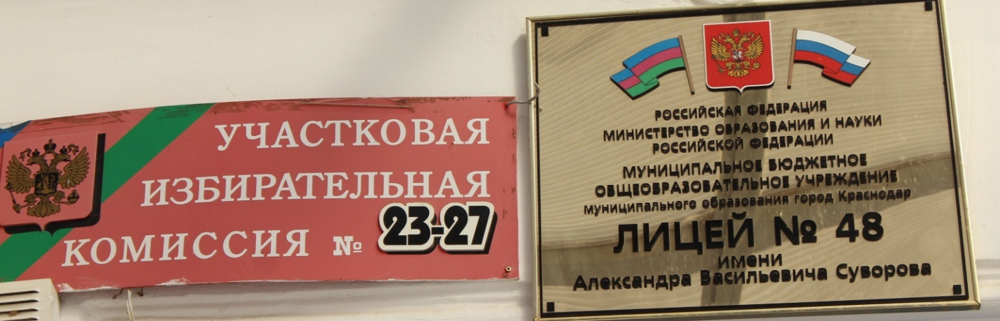 УЧАСТКОВАЯ
ИЗБИРАТЕЛЬНАЯ
КОМИССИЯ № 23-27
РОССИЙСКАЯ ФЕДЕРАЦИЯ
МИНИСТЕРСТВО ОБРАЗОВАНИЯ И НАУКИ
РОССИЙСКОЙ ФЕДЕРАЦИИ
МУНИЦИПАЛЬНОЕ БЮДЖЕТНОЕ
ОБЩЕОБРАЗОВАТЕЛЬНОЕ УЧРЕЖДЕНИЕ
муниципального образования город Краснодар
ЛИЦЕЙ № 48
имени
Александра Васильевича Суворова